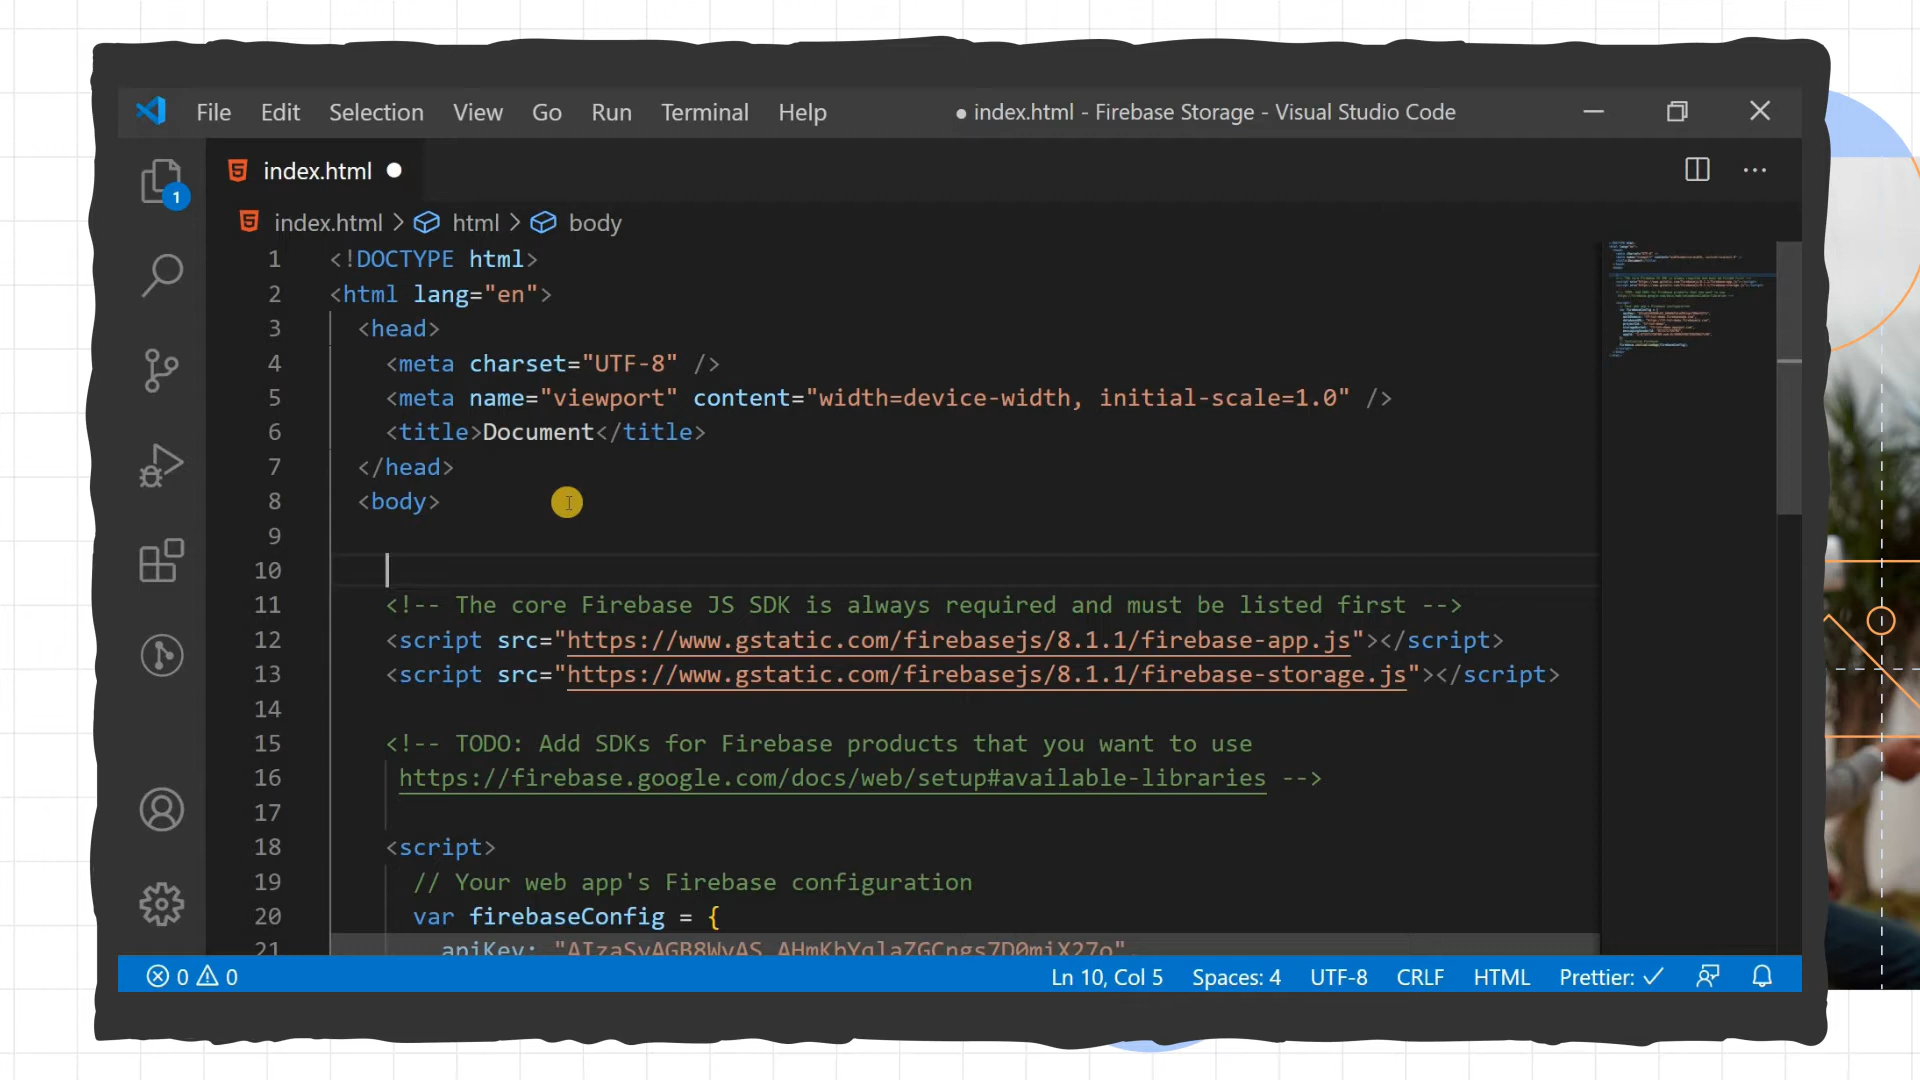 File Edit Selection View Go Run Terminal Help ● index.html - Firebase Storage - Visual Studio Code
index.html ●
1
index.html > html > body
1 <!DOCTYPE html>
2 <html lang="en">
3 <head>
4 <meta charset="UTF-8" />
5 <meta name="viewport" content="width=device-width, initial-scale=1.0" />
6 <title>Document</title>
7 </head>
8 <body>
9
10
11 <!-- The core Firebase JS SDK is always required and must be listed first -->
12 <script src="https://www.gstatic.com/firebasejs/8.1.1/firebase-app.js"></script>
13 <script src="https://www.gstatic.com/firebasejs/8.1.1/firebase-storage.js"></script>
14
15 <!-- TODO: Add SDKs for Firebase products that you want to use
16 https://firebase.google.com/docs/web/setup#available-libraries -->
17
18 <script>
19 // Your web app's Firebase configuration
20 var firebaseConfig = {
21 apiKey:
0 0 Ln 10, Col 5 Spaces: 4 UTF-8 CRLF HTML Prettier: ✓